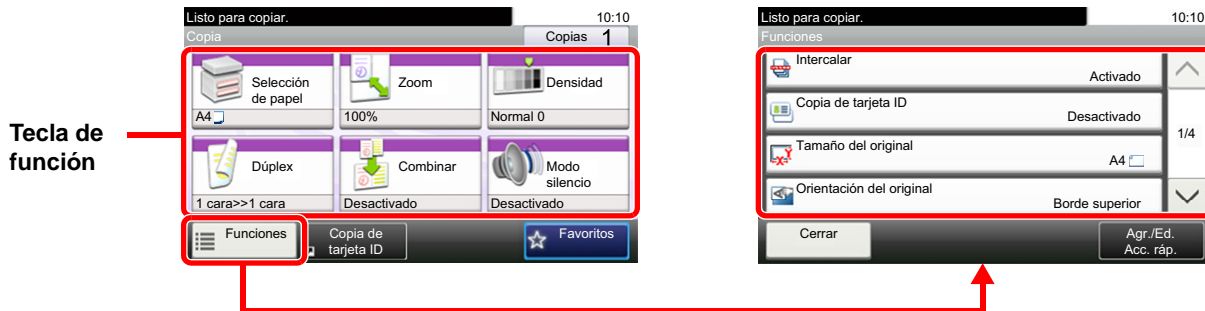 Listo para copiar.
10:10
Copia
Copias 1
Selección
de papel
A4
Zoom
100%
Densidad
Normal 0
Dúplex
1 cara>>1 cara
Combinar
Desactivado
Modo
silencio
Desactivado
Funciones
Copia de
tarjeta ID
Favoritos
Tecla de
función
Listo para copiar.
10:10
Funciones
Intercalar
Activado
Copia de tarjeta ID
Desactivado
1/4
Tamaño del original
A4
Orientación del original
Borde superior
Cerrar
Agr./Ed.
Acc. ráp.